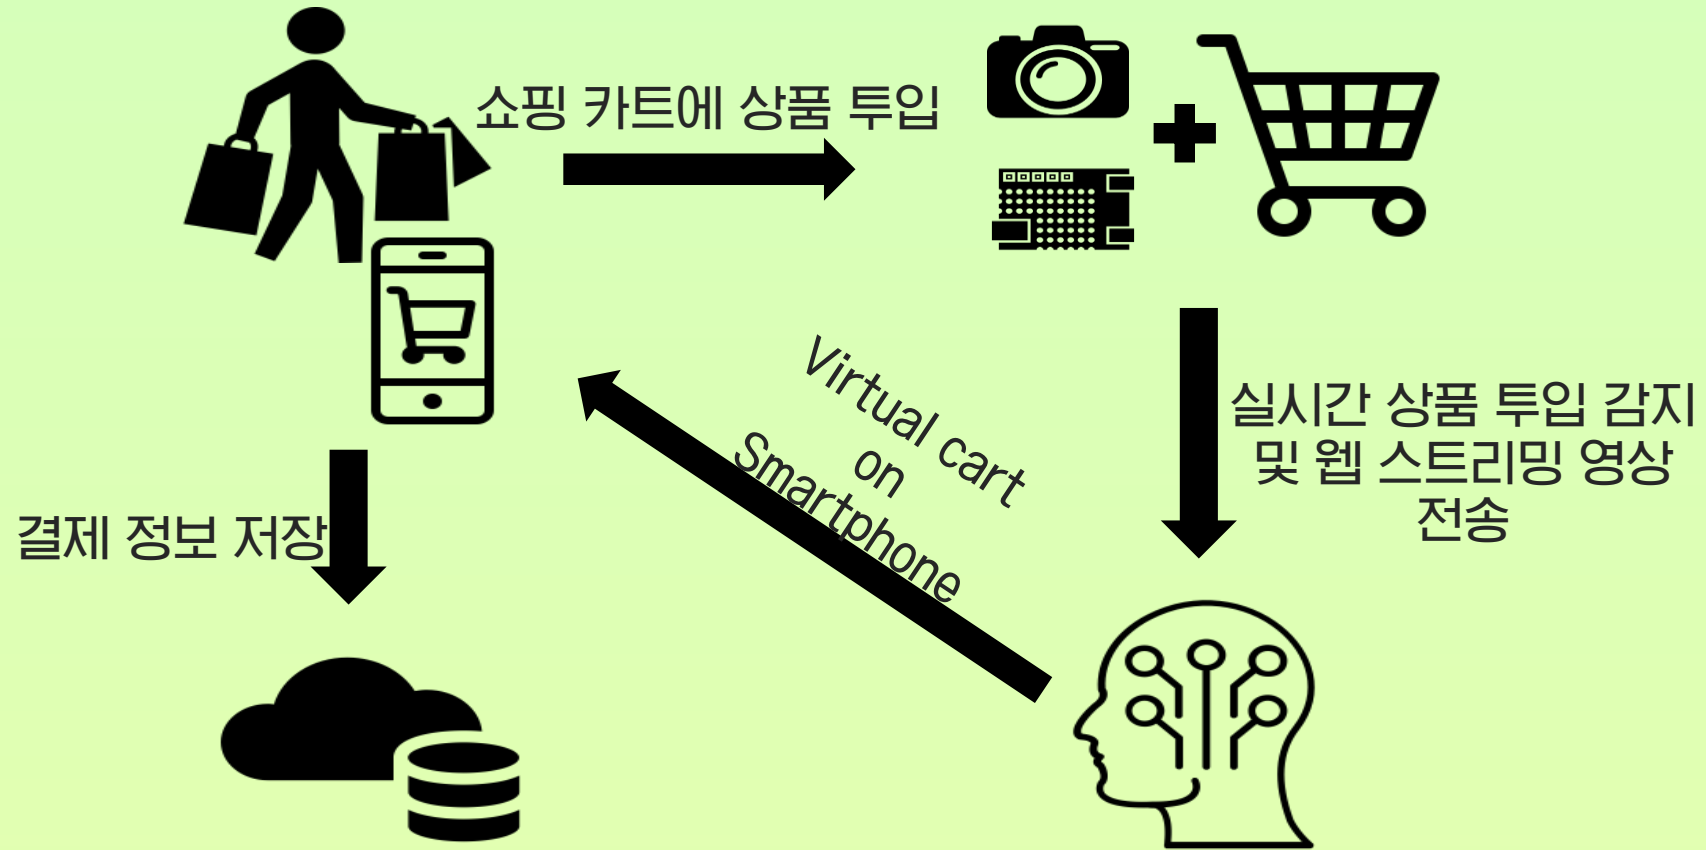 쇼핑 카트에 상품 투입
Virtual cart
on
Smartphone
실시간 상품 투입 감지
및 웹 스트리밍 영상
전송
결제 정보 저장